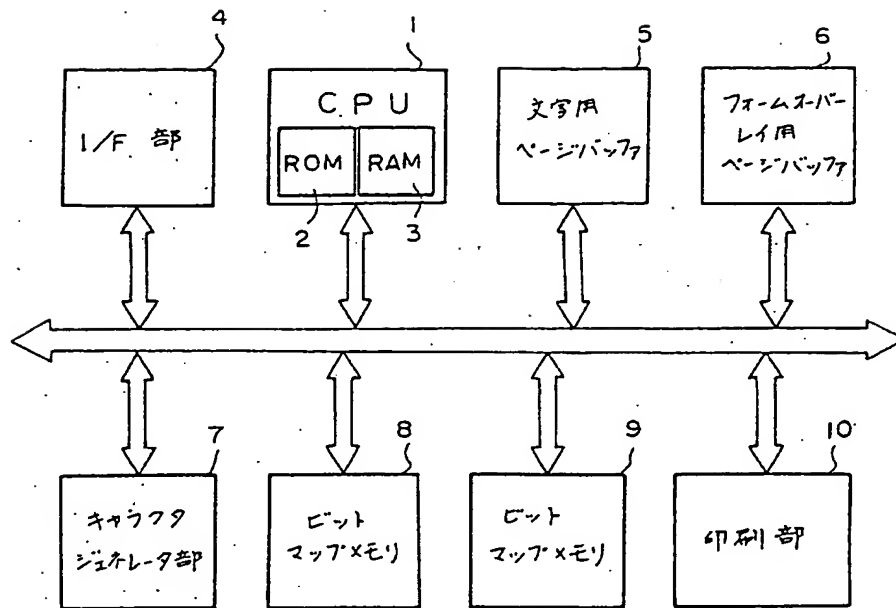 4
1
5
6
I/F 部
CPU
ROM
RAM
2
3
文字用
ページバッファ
フォームオーバー
レイ用
ページバッファ
7
8
9
10
キャラクタ
ジェネレータ部
ビット
マップメモリ
ビット
マップメモリ
印刷部